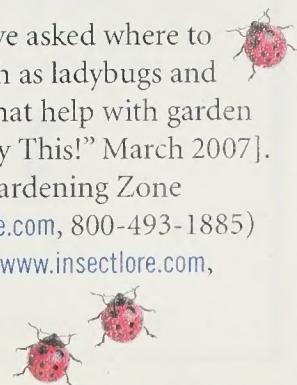 ve asked where to
n as ladybugs and
hat help with garden
y This!” March 2007].
ardening Zone
e.com, 800-493-1885)
www.insectlore.com,